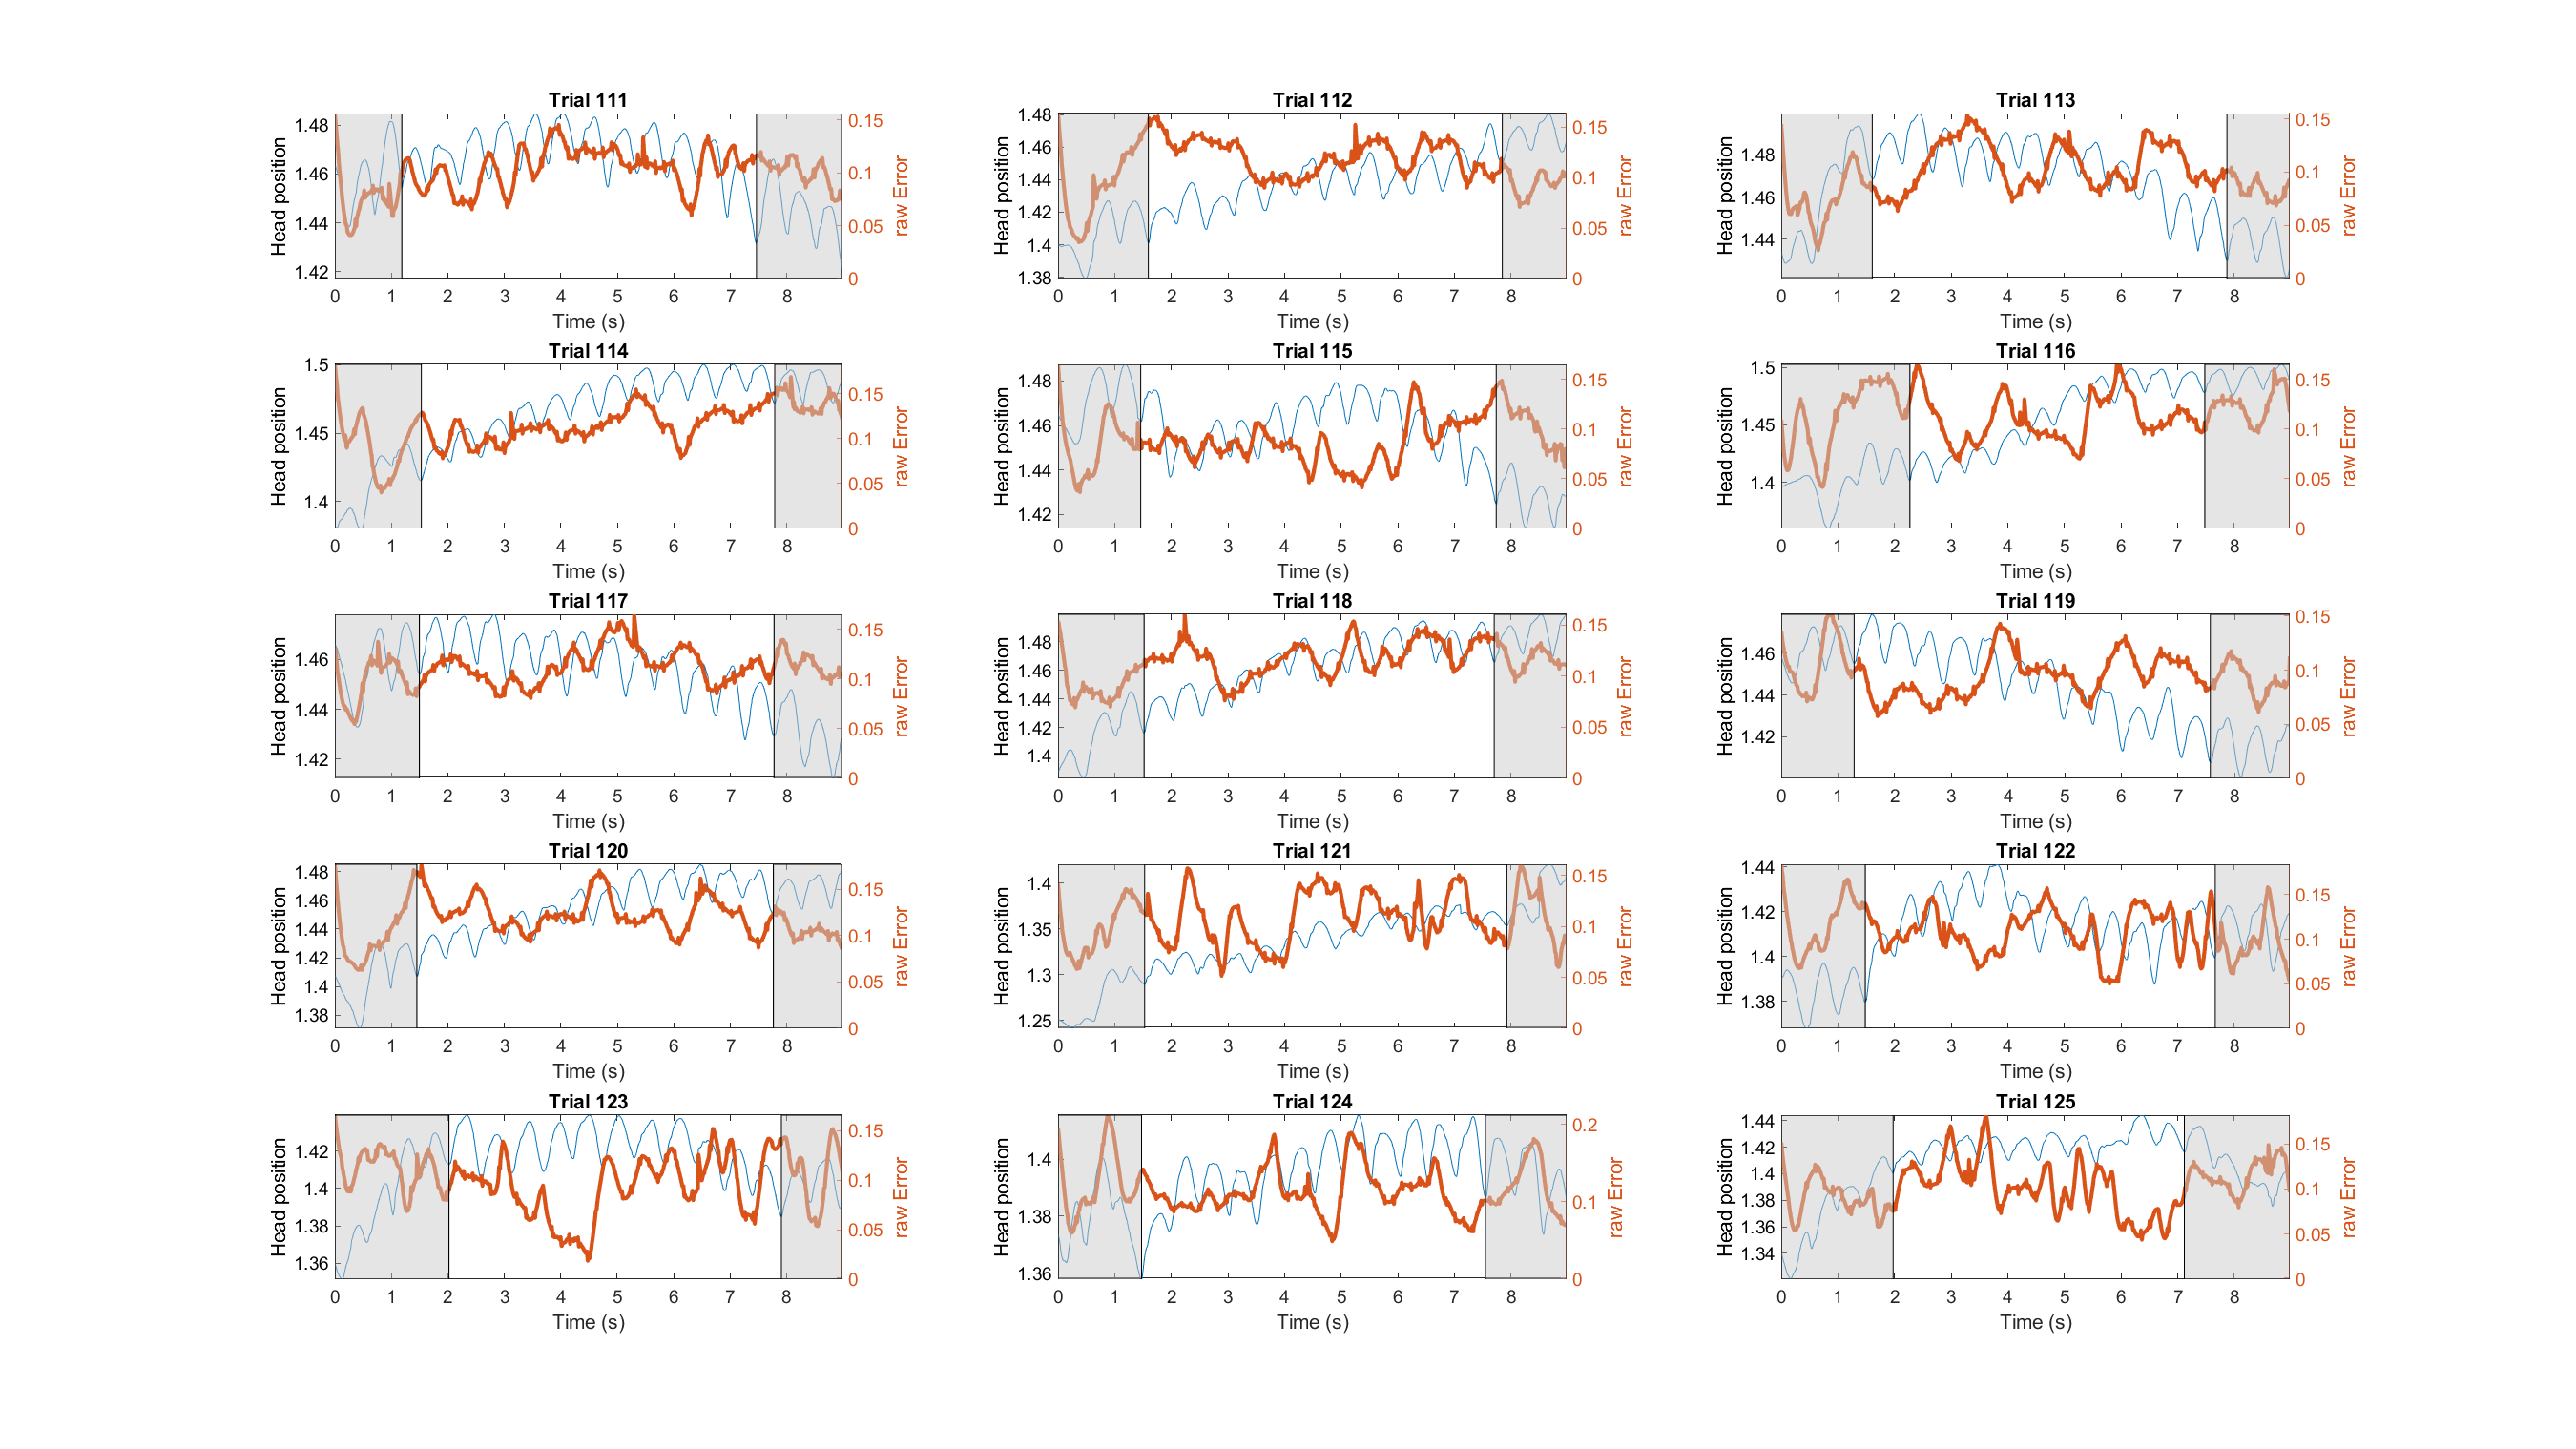 Trial 111
Head position
1.48
1.46
1.44
1.42
0.15
0.1
0.05
0
raw Error
0 1 2 3 4 5 6 7 8
Time (s)
Trial 112
Head position
1.48
1.46
1.44
1.42
1.4
1.38
0.15
0.1
0.05
0
raw Error
0 1 2 3 4 5 6 7 8
Time (s)
Trial 113
Head position
1.48
1.46
1.44
0.15
0.1
0.05
0
raw Error
0 1 2 3 4 5 6 7 8
Time (s)
Trial 114
Head position
1.5
1.45
1.4
0.15
0.1
0.05
0
raw Error
0 1 2 3 4 5 6 7 8
Time (s)
Trial 115
Head position
1.48
1.46
1.44
1.42
0.15
0.1
0.05
0
raw Error
0 1 2 3 4 5 6 7 8
Time (s)
Trial 116
Head position
1.5
1.45
1.4
0.15
0.1
0.05
0
raw Error
0 1 2 3 4 5 6 7 8
Time (s)
Trial 117
Head position
1.46
1.44
1.42
0.15
0.1
0.05
0
raw Error
0 1 2 3 4 5 6 7 8
Time (s)
Trial 118
Head position
1.48
1.46
1.44
1.42
1.4
0.15
0.1
0.05
0
raw Error
0 1 2 3 4 5 6 7 8
Time (s)
Trial 119
Head position
1.46
1.44
1.42
0.15
0.1
0.05
0
raw Error
0 1 2 3 4 5 6 7 8
Time (s)
Trial 120
Head position
1.48
1.46
1.44
1.42
1.4
1.38
0.15
0.1
0.05
0
raw Error
0 1 2 3 4 5 6 7 8
Time (s)
Trial 121
Head position
1.4
1.35
1.3
1.25
0.15
0.1
0.05
0
raw Error
0 1 2 3 4 5 6 7 8
Time (s)
Trial 122
Head position
1.44
1.42
1.4
1.38
0.15
0.1
0.05
0
raw Error
0 1 2 3 4 5 6 7 8
Time (s)
Trial 123
Head position
1.42
1.4
1.38
1.36
0.15
0.1
0.05
0
raw Error
0 1 2 3 4 5 6 7 8
Time (s)
Trial 124
Head position
1.4
1.38
1.36
0.2
0.1
0
raw Error
0 1 2 3 4 5 6 7 8
Time (s)
Trial 125
Head position
1.44
1.42
1.4
1.38
1.36
1.34
0.15
0.1
0.05
0
raw Error
0 1 2 3 4 5 6 7 8
Time (s)